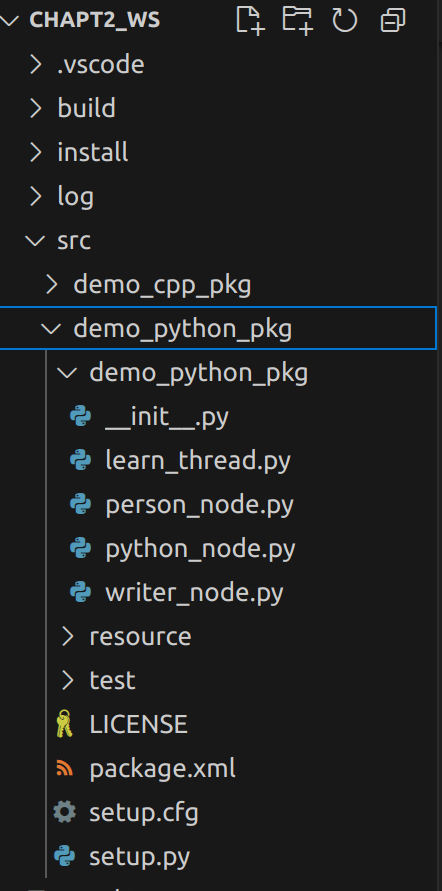 CHAPT2_WS
.vscode
build
install
log
src
demo_cpp_pkg
demo_python_pkg
demo_python_pkg
__init__.py
learn_thread.py
person_node.py
python_node.py
writer_node.py
resource
test
LICENSE
package.xml
setup.cfg
setup.py